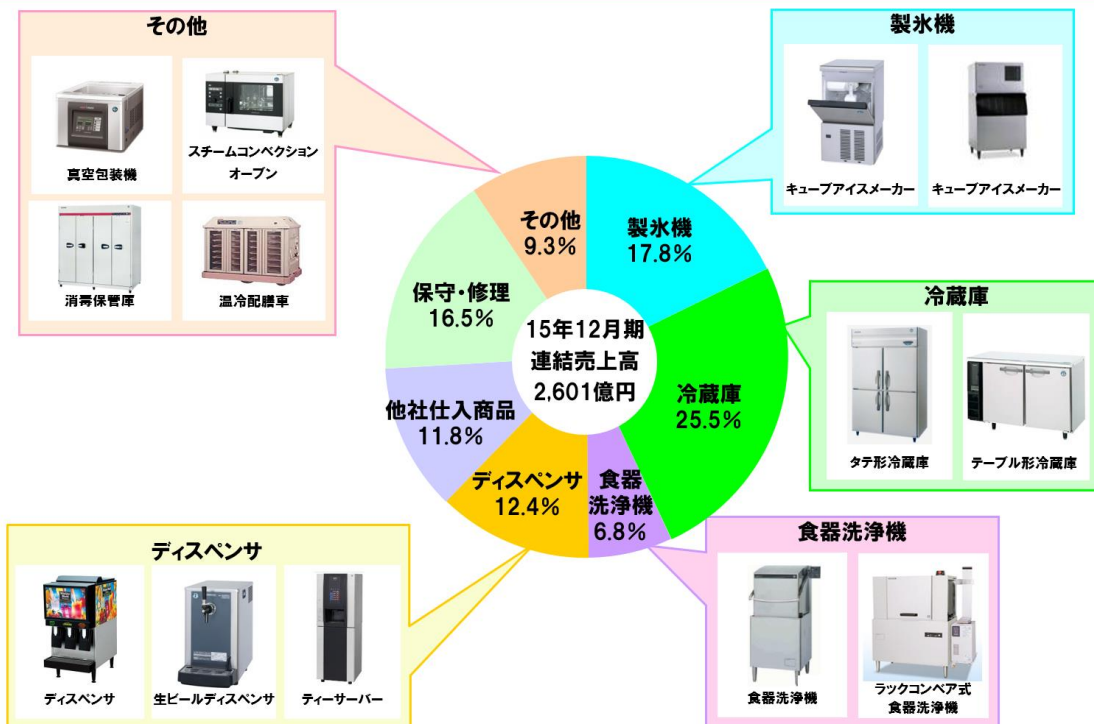 その他
真空包装機
スチームコンベクション
オーブン
消毒保管庫
温冷配膳車
製氷機
キューブアイスメーカー
キューブアイスメーカー
冷蔵庫
タテ形冷蔵庫
テーブル形冷蔵庫
食器洗浄機
食器洗浄機
ラックコンベア式
食器洗浄機
ディスペンサ
ディスペンサ
生ビールディスペンサ
ティーサーバー
15年12月期
連結売上高
2,601億円
製氷機
17.8%
冷蔵庫
25.5%
食器
洗浄機
6.8%
ディスペンサ
12.4%
他社仕入商品
11.8%
保守・修理
16.5%
その他
9.3%